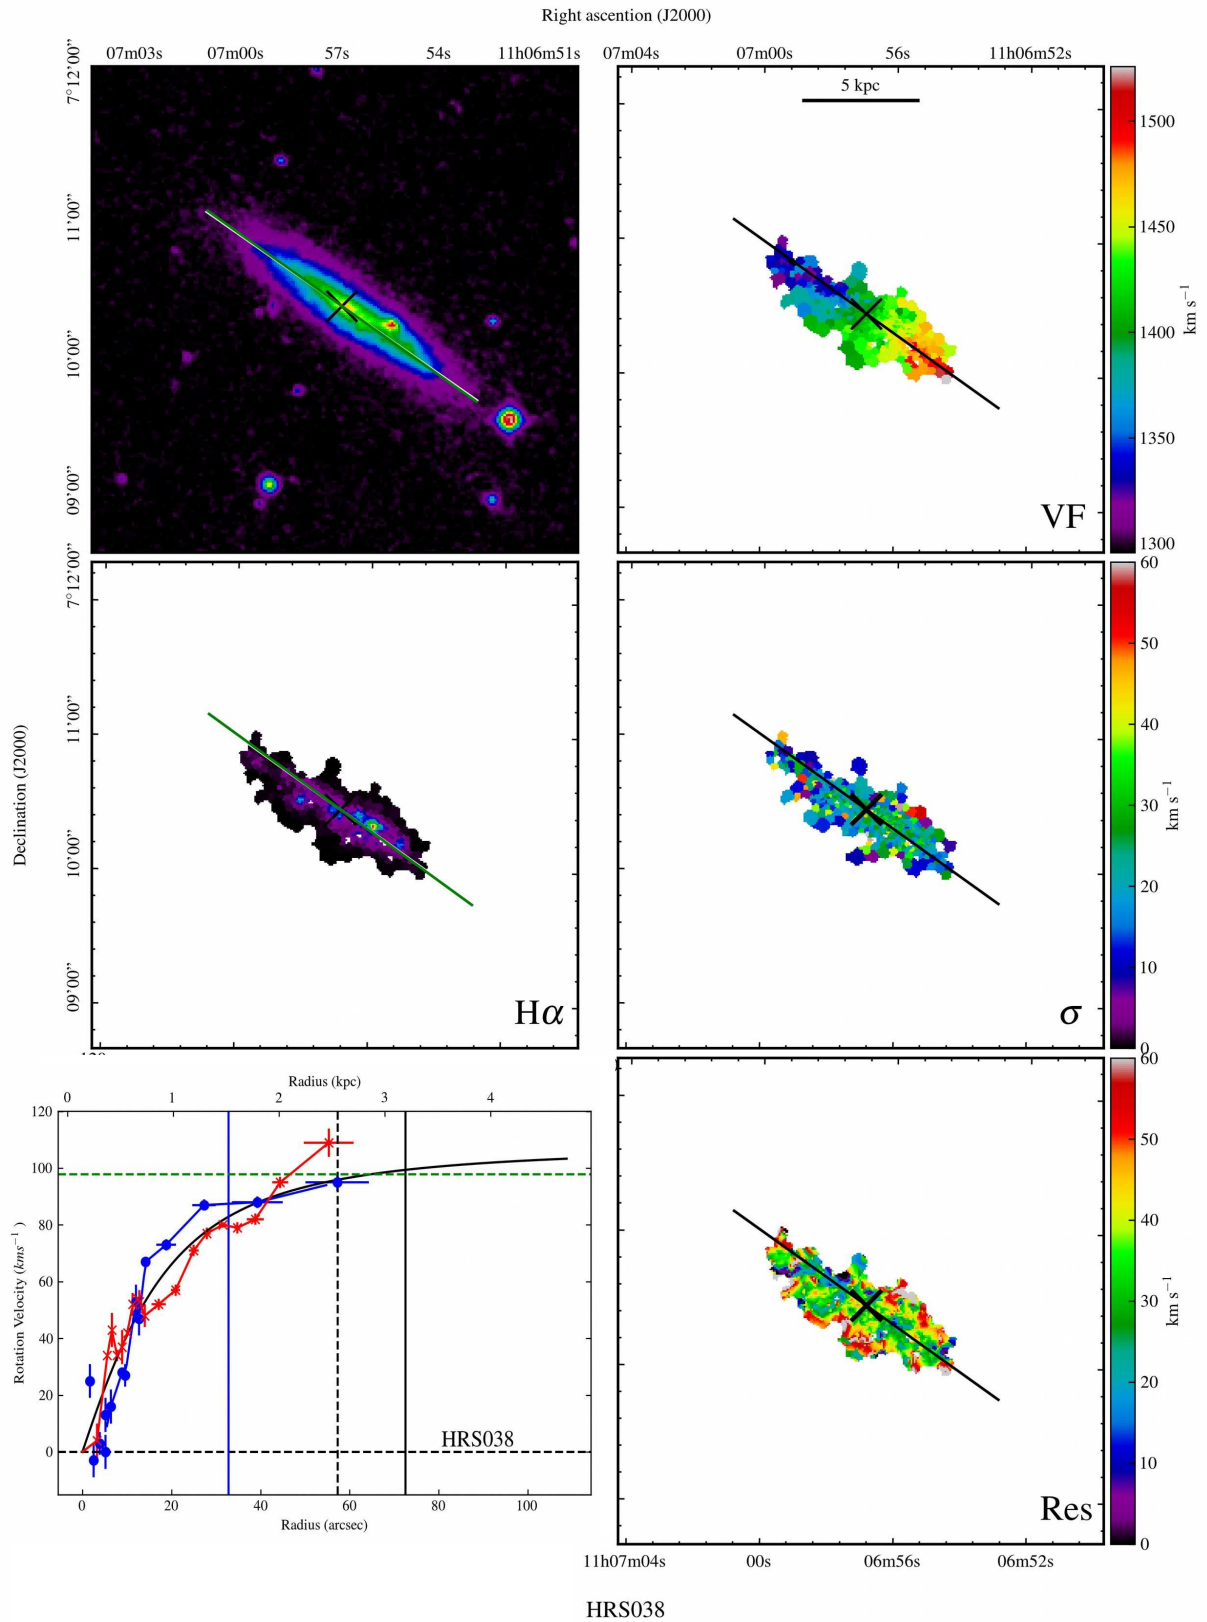 Right ascention (J2000)
07m03s 07m00s 57s 54s 11h06m51s
07m04s 07m00s 56s 11h06m52s
7°12'00"
11'00"
10'00"
09'00"
5 kpc
VF
1500
1450
1400
1350
1300
km s⁻¹
Declination (J2000)
7°12'00"
11'00"
10'00"
09'00"
Hα
σ
60
50
40
30
20
10
0
km s⁻¹
Radius (kpc)
0 1 2 3 4
Rotation Velocity (kms⁻¹)
120
100
80
60
40
20
0
HRS038
0 20 40 60 80 100
Radius (arcsec)
Res
60
50
40
30
20
10
0
km s⁻¹
11h07m04s 00s 06m56s 06m52s
HRS038